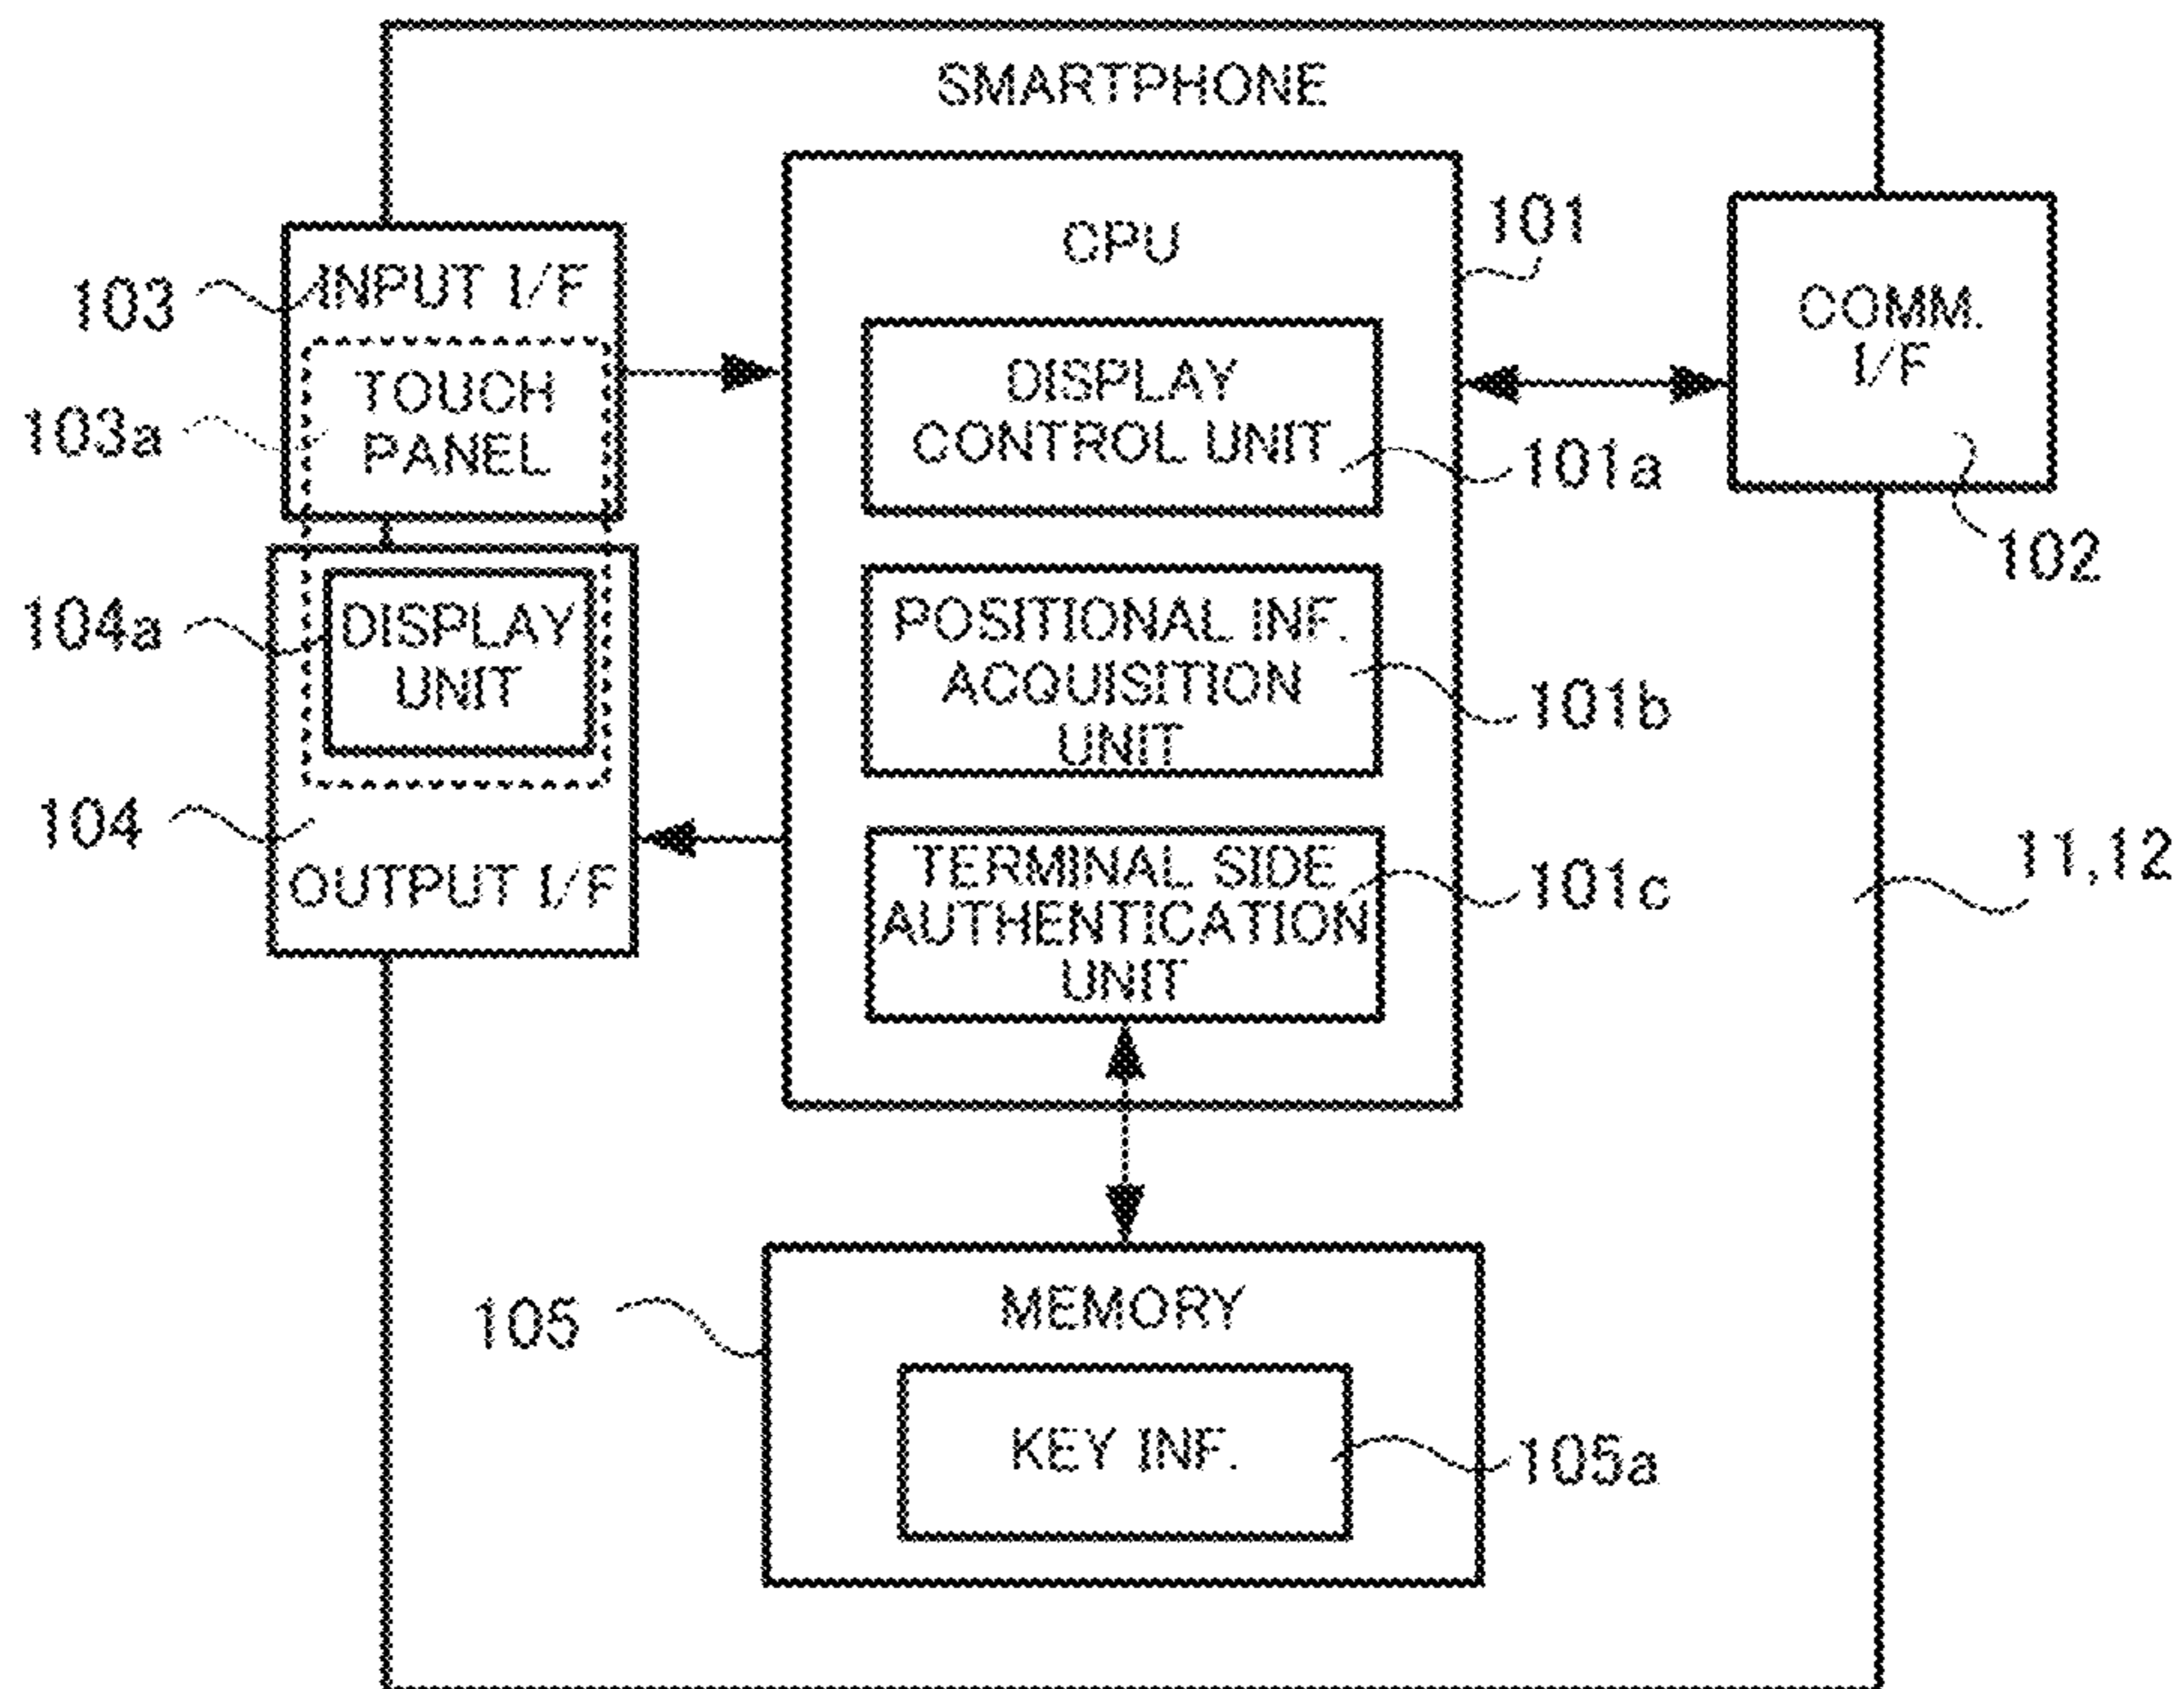 SMARTPHONE
CPU
101
103
INPUT I/F
COMM.
I/F
TOUCH
PANEL
103a
DISPLAY
CONTROL UNIT
101a
102
104a
DISPLAY
UNIT
POSITIONAL INF.
ACQUISITION
UNIT
101b
104
OUTPUT I/F
TERMINAL SIDE
AUTHENTICATION
UNIT
101c
11,12
105
MEMORY
KEY INF.
105a